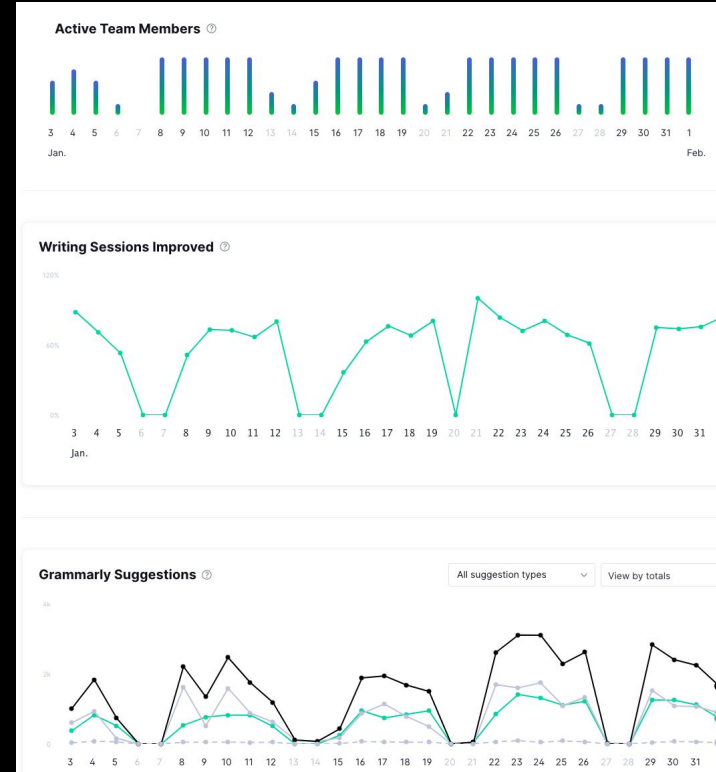 Active Team Members ?
3 4 5 6 7 8 9 10 11 12 13 14 15 16 17 18 19 20 21 22 23 24 25 26 27 28 29 30 31 1
Jan. Feb.
Writing Sessions Improved ?
120%
60%
0%
3 4 5 6 7 8 9 10 11 12 13 14 15 16 17 18 19 20 21 22 23 24 25 26 27 28 29 30 31
Jan.
Grammarly Suggestions ?
All suggestion types View by totals
4k
2k
0
3 4 5 6 7 8 9 10 11 12 13 14 15 16 17 18 19 20 21 22 23 24 25 26 27 28 29 30 31